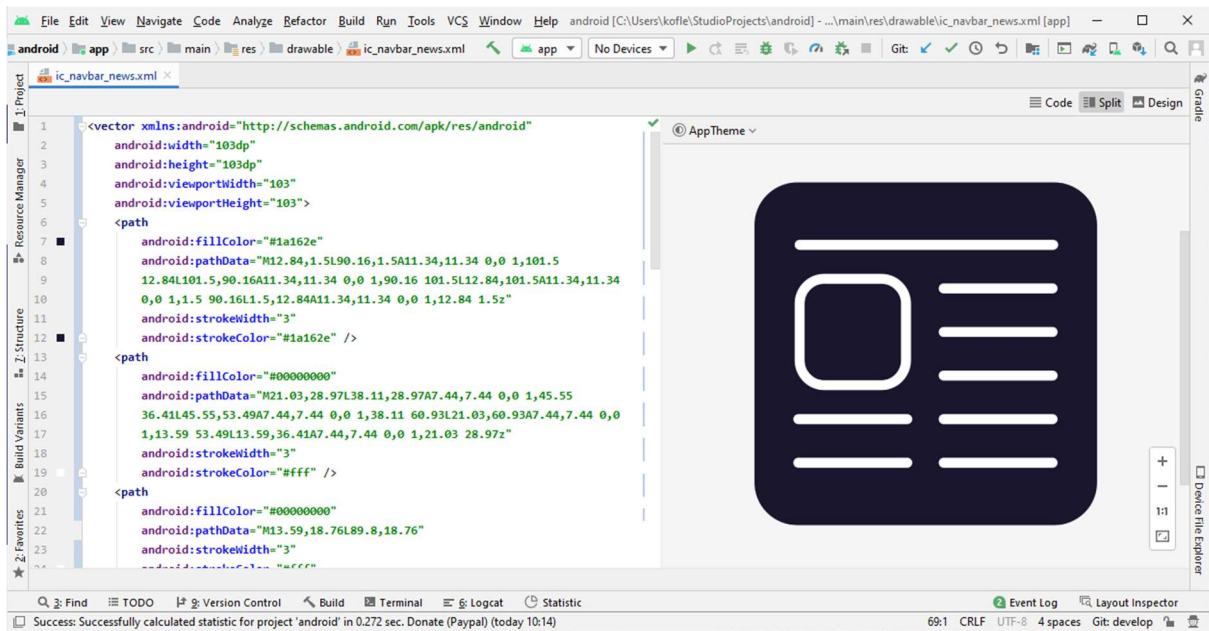 File Edit View Navigate Code Analyze Refactor Build Run Tools VCS Window Help android [C:\Users\kofle\StudioProjects\android] - ...\main\res\drawable\ic_navbar_news.xml [app]
android app src main res drawable ic_navbar_news.xml app No Devices Git:
ic_navbar_news.xml
Code Split Design
AppTheme
1: Project
Resource Manager
Z: Structure
Build Variants
2: Favorites
1 <vector xmlns:android="http://schemas.android.com/apk/res/android"
2 android:width="103dp"
3 android:height="103dp"
4 android:viewportWidth="103"
5 android:viewportHeight="103">
6 <path
7 android:fillColor="#1a162e"
8 android:pathData="M12.84,1.5L90.16,1.5A11.34,11.34 0,0 1,101.5
9 12.84L101.5,90.16A11.34,11.34 0,0 1,90.16 101.5L12.84,101.5A11.34,11.34
10 0,0 1,1.5 90.16L1.5,12.84A11.34,11.34 0,0 1,12.84 1.5z"
11 android:strokeWidth="3"
12 android:strokeColor="#1a162e" />
13 <path
14 android:fillColor="#00000000"
15 android:pathData="M21.03,28.97L38.11,28.97A7.44,7.44 0,0 1,45.55
16 36.41L45.55,53.49A7.44,7.44 0,0 1,38.11 60.93L21.03,60.93A7.44,7.44 0,0
17 1,13.59 53.49L13.59,36.41A7.44,7.44 0,0 1,21.03 28.97z"
18 android:strokeWidth="3"
19 android:strokeColor="#fff" />
20 <path
21 android:fillColor="#00000000"
22 android:pathData="M13.59,18.76L89.8,18.76"
23 android:strokeWidth="3"
1:1
Gradle
Device File Explorer
3: Find TODO 9: Version Control Build Terminal 6: Logcat Statistic 2 Event Log Layout Inspector
Success: Successfully calculated statistic for project 'android' in 0.272 sec. Donate (Paypal) (today 10:14) 69:1 CRLF UTF-8 4 spaces Git: develop